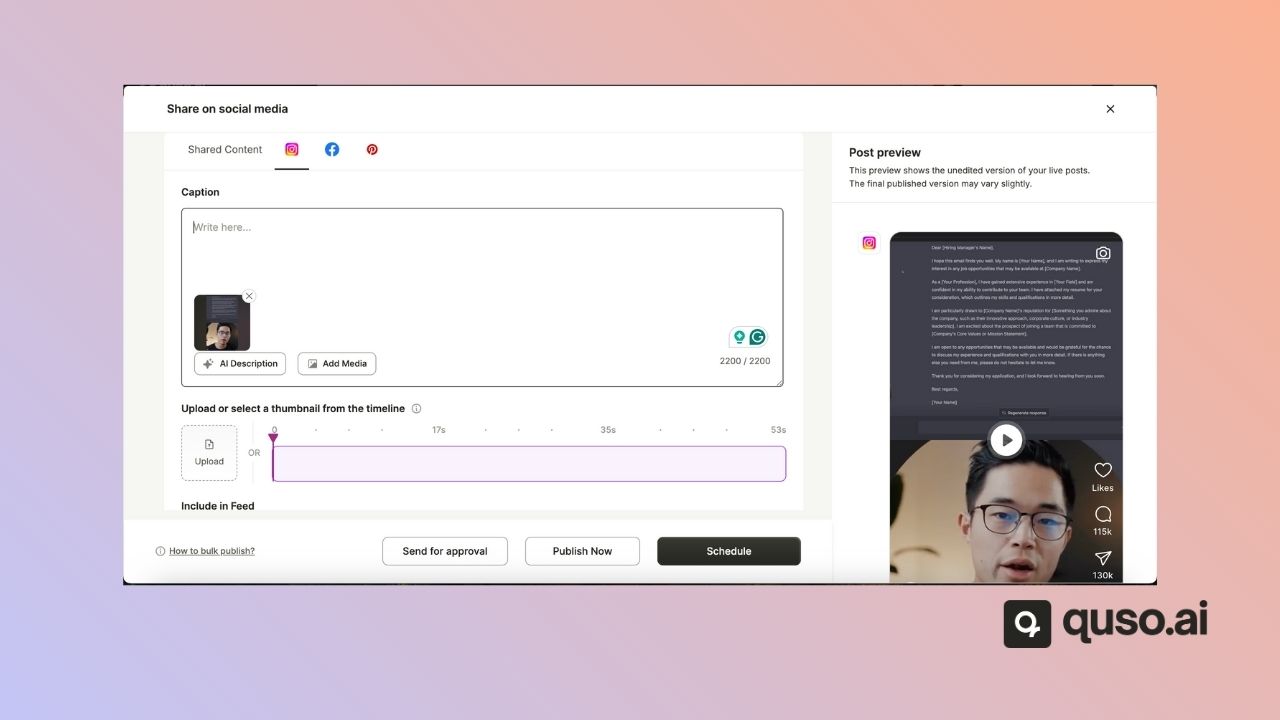 Share on social media
Shared Content
Caption
Write here...
AI Description
2200 / 2200
Upload or select a thumbnail from the timeline
0 17s 35s 53s
Upload
OR
Include in Feed
How to bulk publish?
Send for approval
Publish Now
Schedule
Post preview
This preview shows the unedited version of your live posts.
The final published version may vary slightly.
Dear [Hiring Manager's Name],
I hope this email finds you well. My name is [Your Name], and I am writing to express my
interest in any job opportunities that may be available at [Company Name].
As a [Your Profession], I have gained extensive experience in [Your Field] and am
confident in my ability to contribute to your team. I have attached my resume for your
consideration, which outlines my skills and qualifications in more detail.
I am particularly drawn to [Company Name]'s reputation for [Something you admire about
the company, such as their innovative approach, corporate culture, or industry
leadership]. I am excited about the prospect of joining a team that is committed to
[Company's Core Values or Mission Statement].
I am open to any opportunities that may be available and would be grateful for the chance
to discuss my experience and qualifications with you in more detail. If there is anything
else you need from me, please do not hesitate to let me know.
Thank you for considering my application, and I look forward to hearing from you soon.
Best regards,
[Your Name]
Regenerate response
Likes
115k
130k
quso.ai